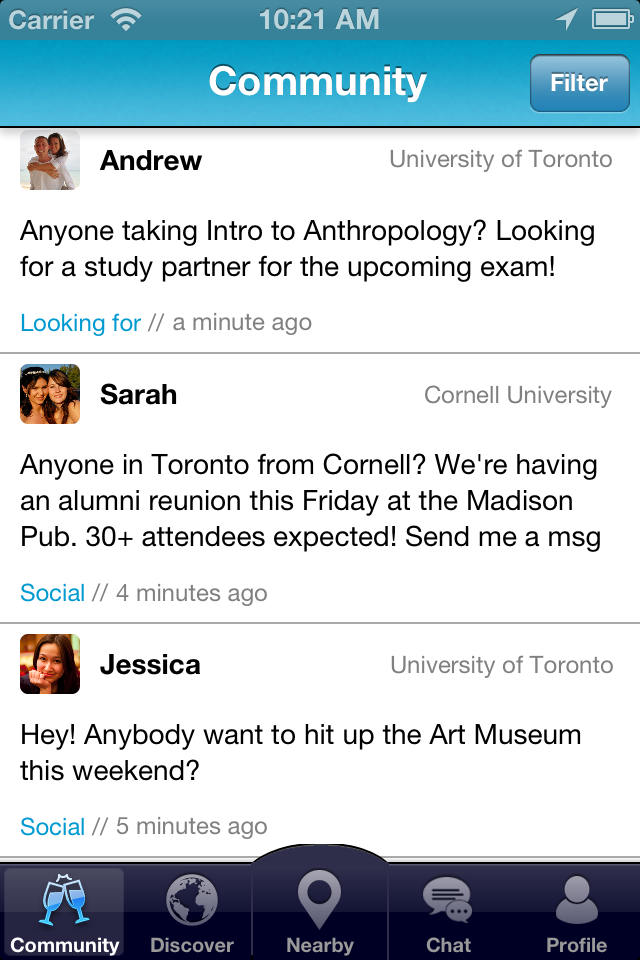 Carrier 10:21 AM
Community
Filter
Andrew
University of Toronto
Anyone taking Intro to Anthropology? Looking
for a study partner for the upcoming exam!
Looking for // a minute ago
Sarah
Cornell University
Anyone in Toronto from Cornell? We're having
an alumni reunion this Friday at the Madison
Pub. 30+ attendees expected! Send me a msg
Social // 4 minutes ago
Jessica
University of Toronto
Hey! Anybody want to hit up the Art Museum
this weekend?
Social // 5 minutes ago
Community
Discover
Nearby
Chat
Profile